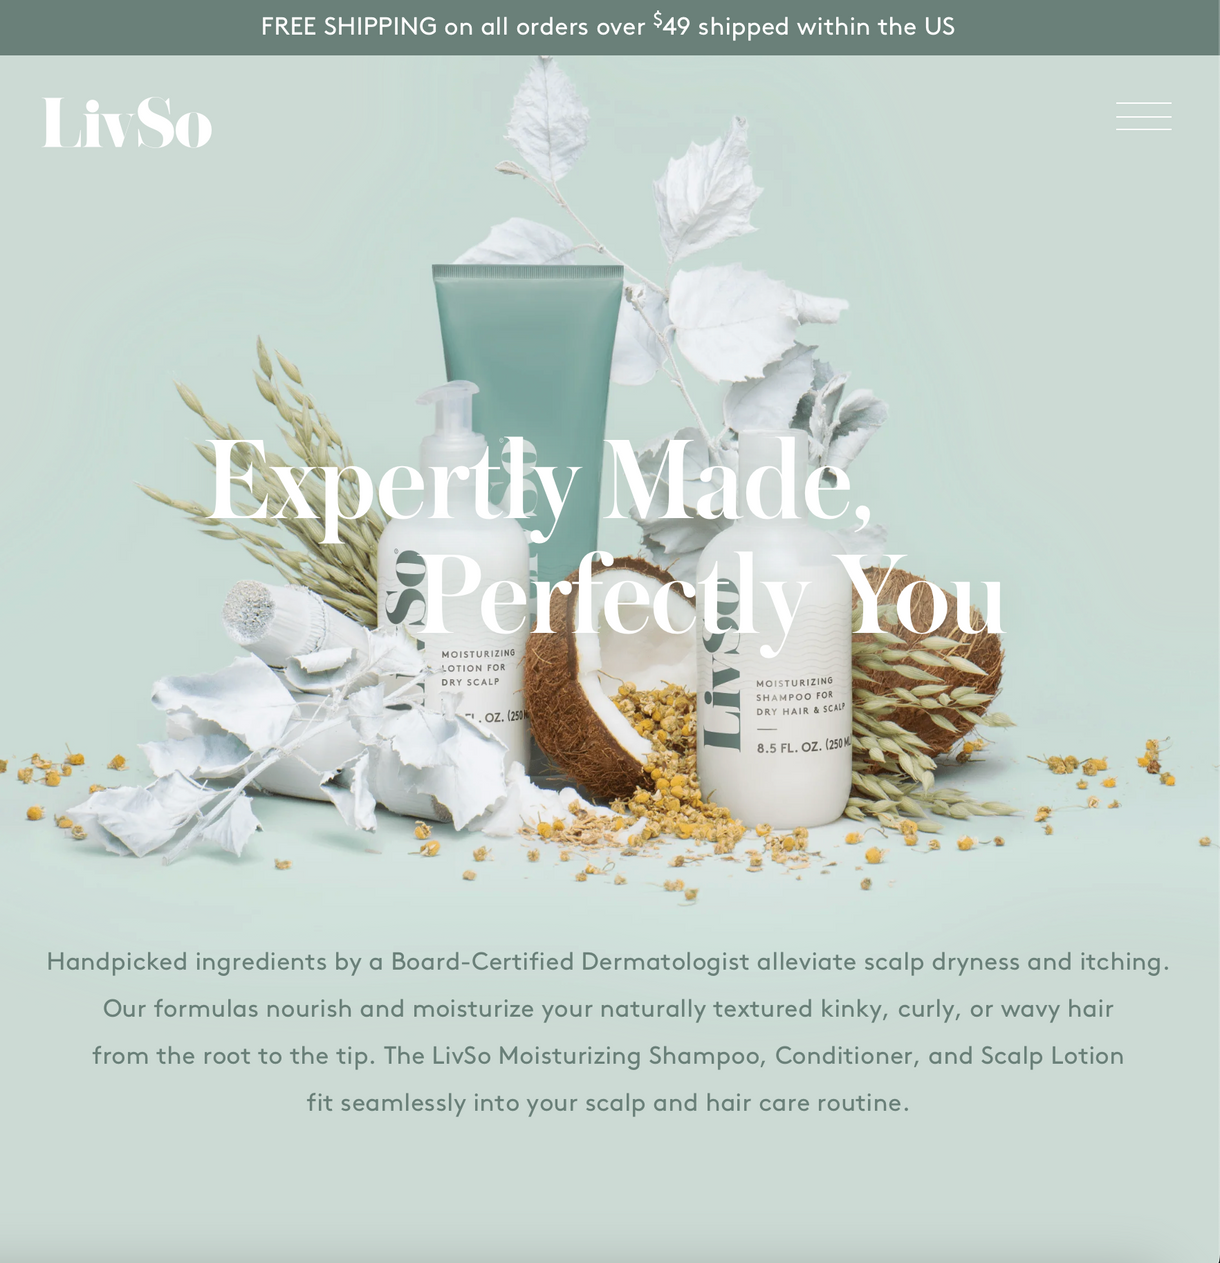 FREE SHIPPING on all orders over $49 shipped within the US
LivSo
Expertly Made,
Perfectly You
So
MOISTURIZING
LOTION FOR
DRY SCALP
FL. OZ. (250
LivSo
MOISTURIZING
SHAMPOO FOR
DRY HAIR & SCALP
8.5 FL. OZ. (250 ML
Handpicked ingredients by a Board-Certified Dermatologist alleviate scalp dryness and itching.
Our formulas nourish and moisturize your naturally textured kinky, curly, or wavy hair
from the root to the tip. The LivSo Moisturizing Shampoo, Conditioner, and Scalp Lotion
fit seamlessly into your scalp and hair care routine.